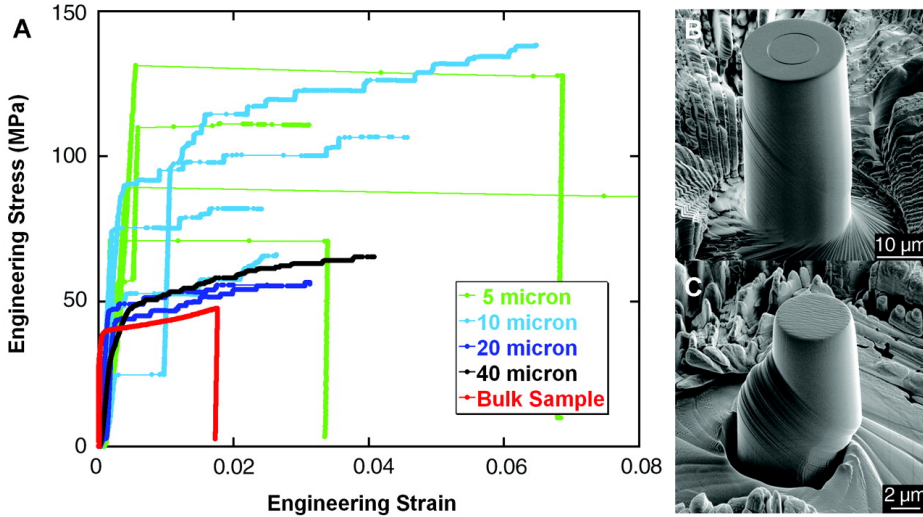 A
Engineering Stress (MPa)
150
100
50
0
0
0.02
0.04
0.06
0.08
Engineering Strain
5 micron
10 micron
20 micron
40 micron
Bulk Sample
B
10 μm
C
2 μm